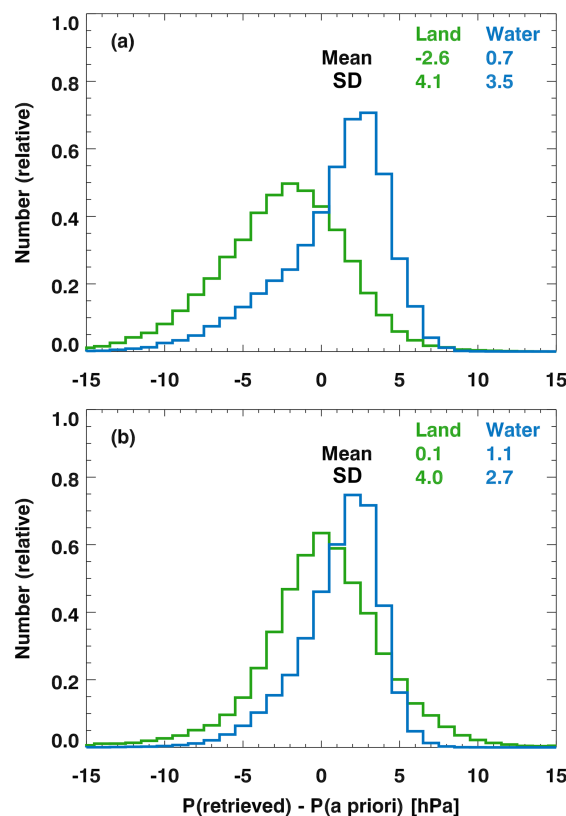 (a)
Land Water
Mean -2.6 0.7
SD 4.1 3.5
Number (relative)
1.0
0.8
0.6
0.4
0.2
0.0
-15 -10 -5 0 5 10 15
(b)
Land Water
Mean 0.1 1.1
SD 4.0 2.7
Number (relative)
1.0
0.8
0.6
0.4
0.2
0.0
-15 -10 -5 0 5 10 15
P(retrieved) - P(a priori) [hPa]